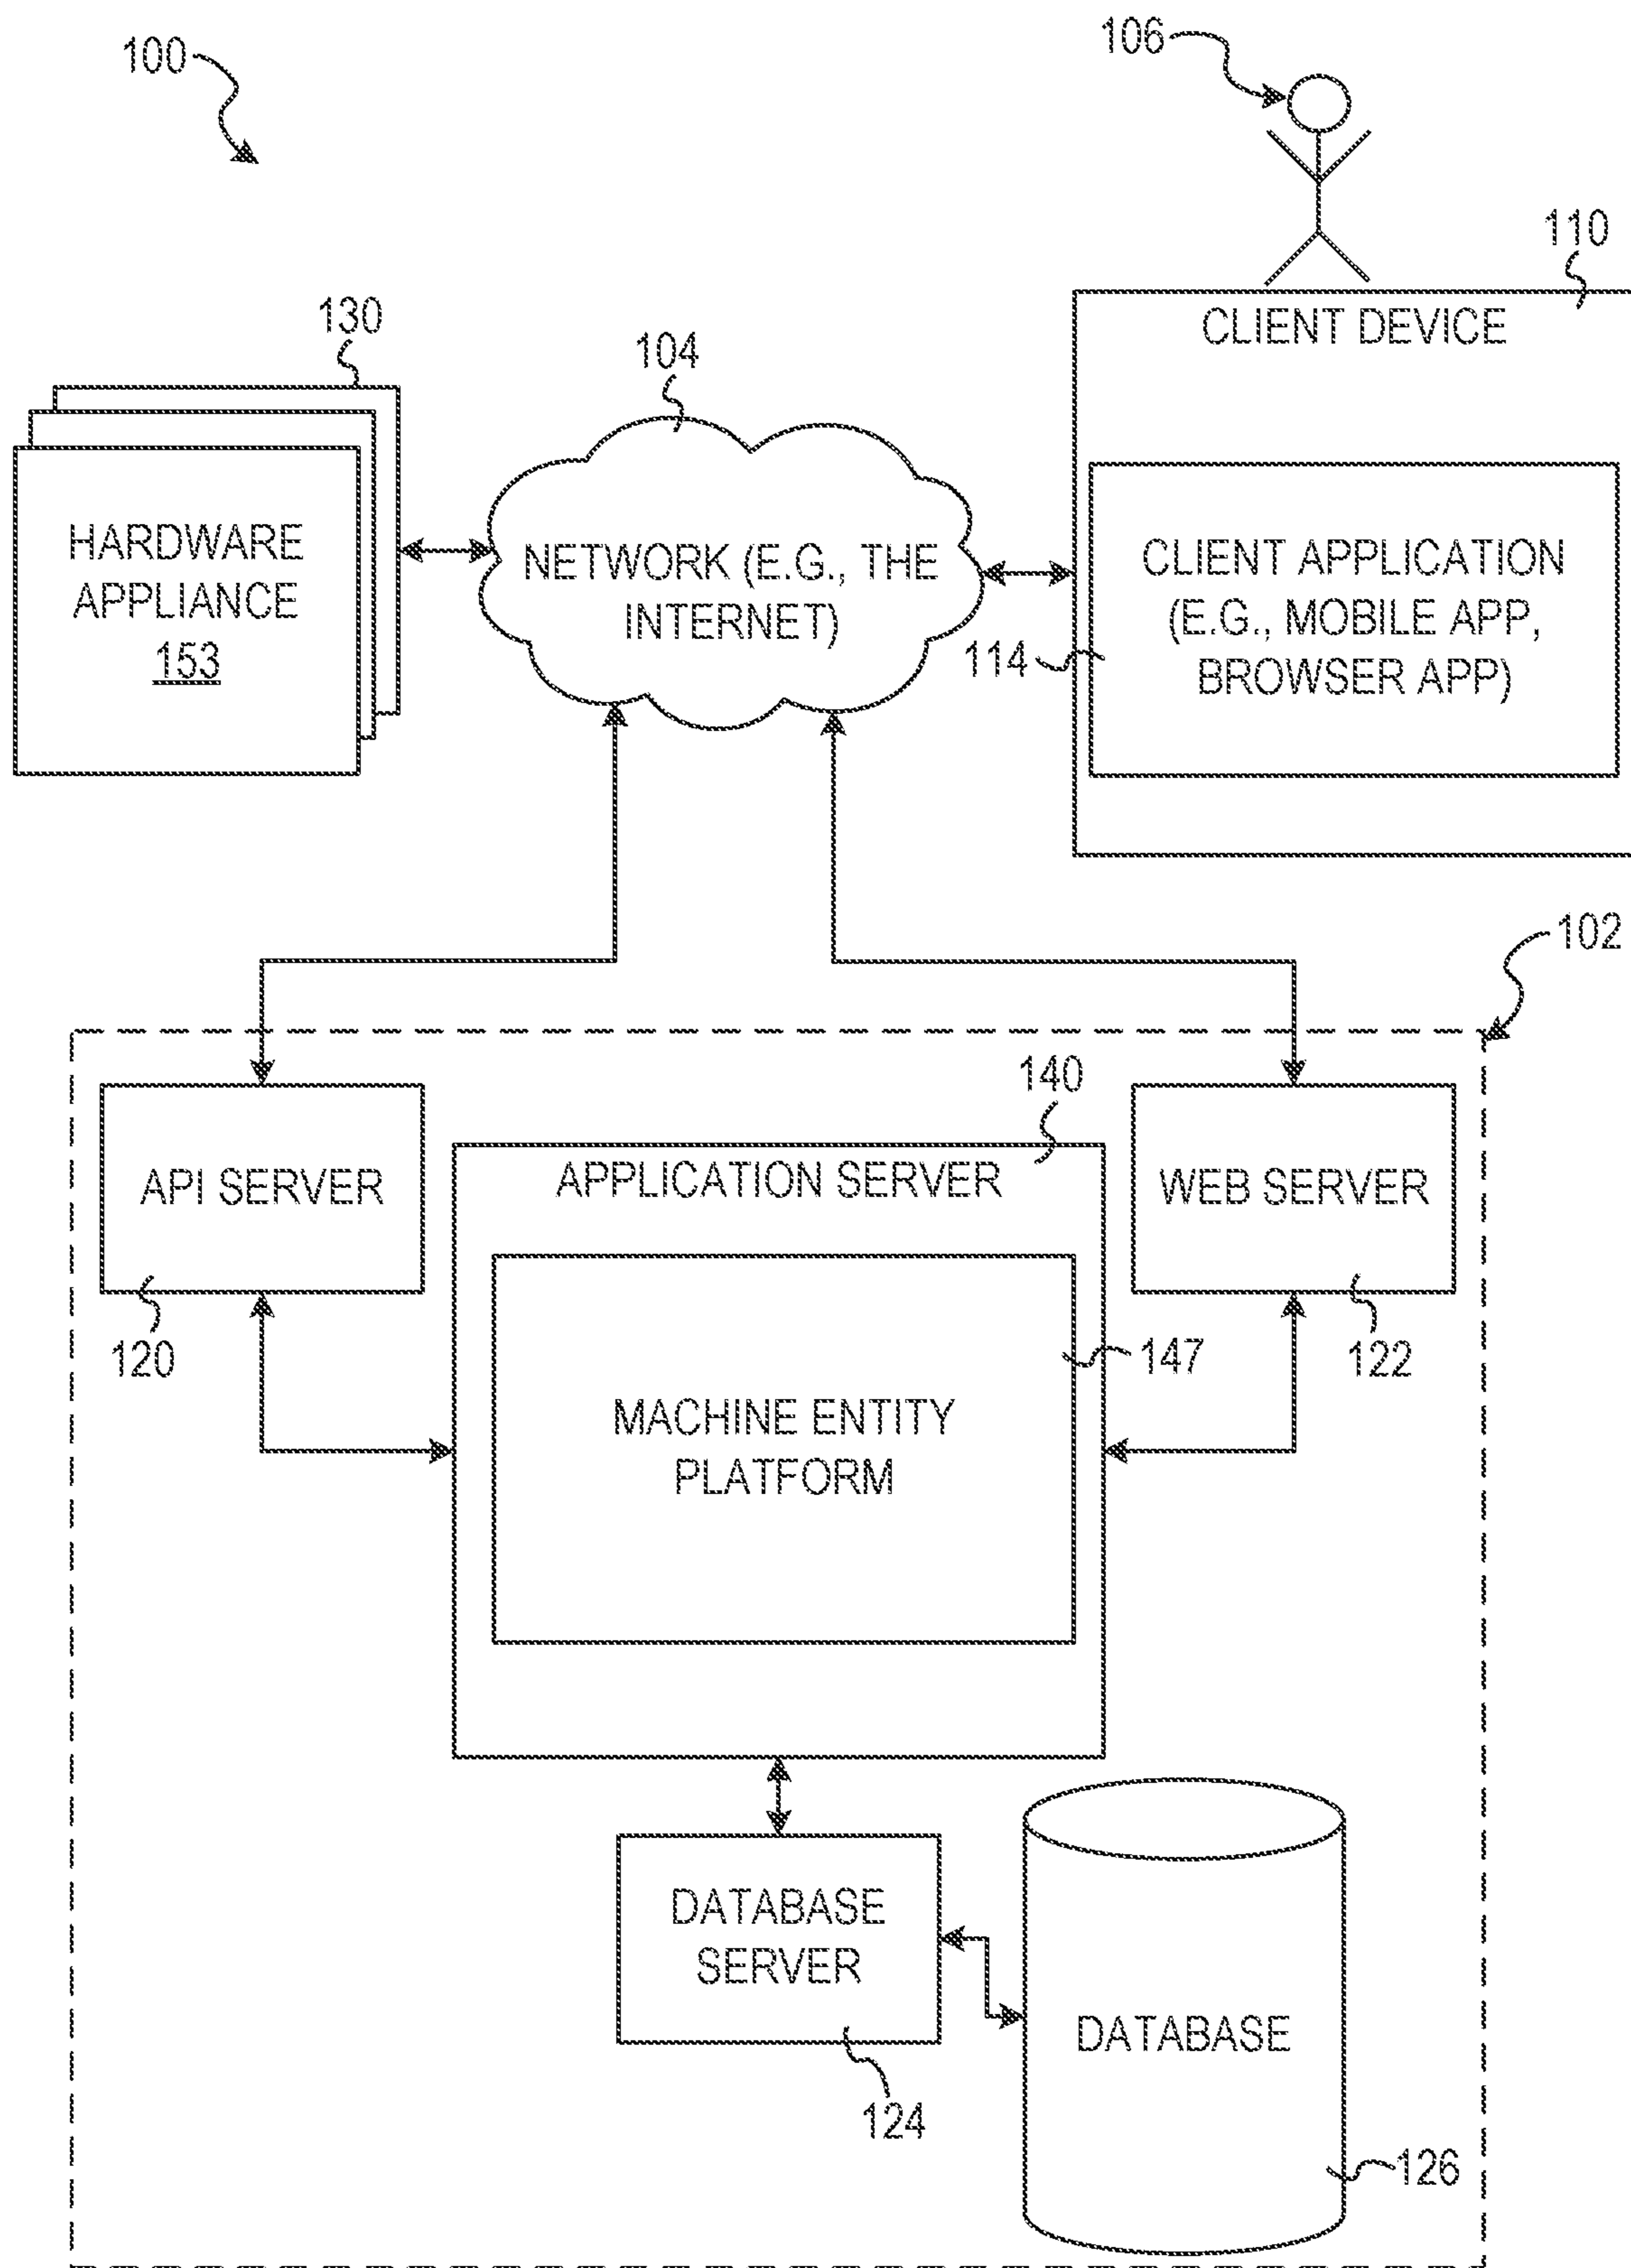 100
106
110
CLIENT DEVICE
130
104
HARDWARE
APPLIANCE
153
NETWORK (E.G., THE
INTERNET)
CLIENT APPLICATION
(E.G., MOBILE APP,
BROWSER APP)
114
102
140
API SERVER
APPLICATION SERVER
WEB SERVER
120
147
122
MACHINE ENTITY
PLATFORM
DATABASE
SERVER
DATABASE
124
126